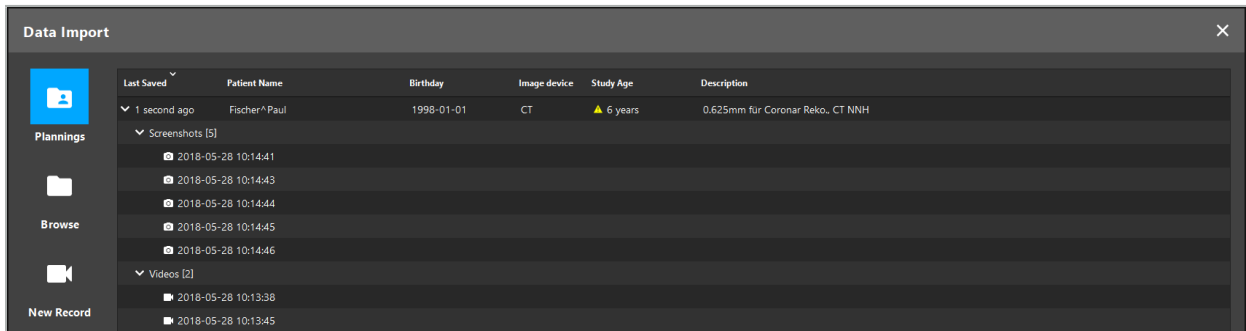 Data Import
Last Saved Patient Name Birthday Image device Study Age Description
1 second ago Fischer^Paul 1998-01-01 CT 6 years 0.625mm für Coronar Reko., CT NNH
Plannings
Screenshots [5]
2018-05-28 10:14:41
2018-05-28 10:14:43
2018-05-28 10:14:44
Browse
2018-05-28 10:14:45
2018-05-28 10:14:46
Videos [2]
2018-05-28 10:13:38
New Record
2018-05-28 10:13:45